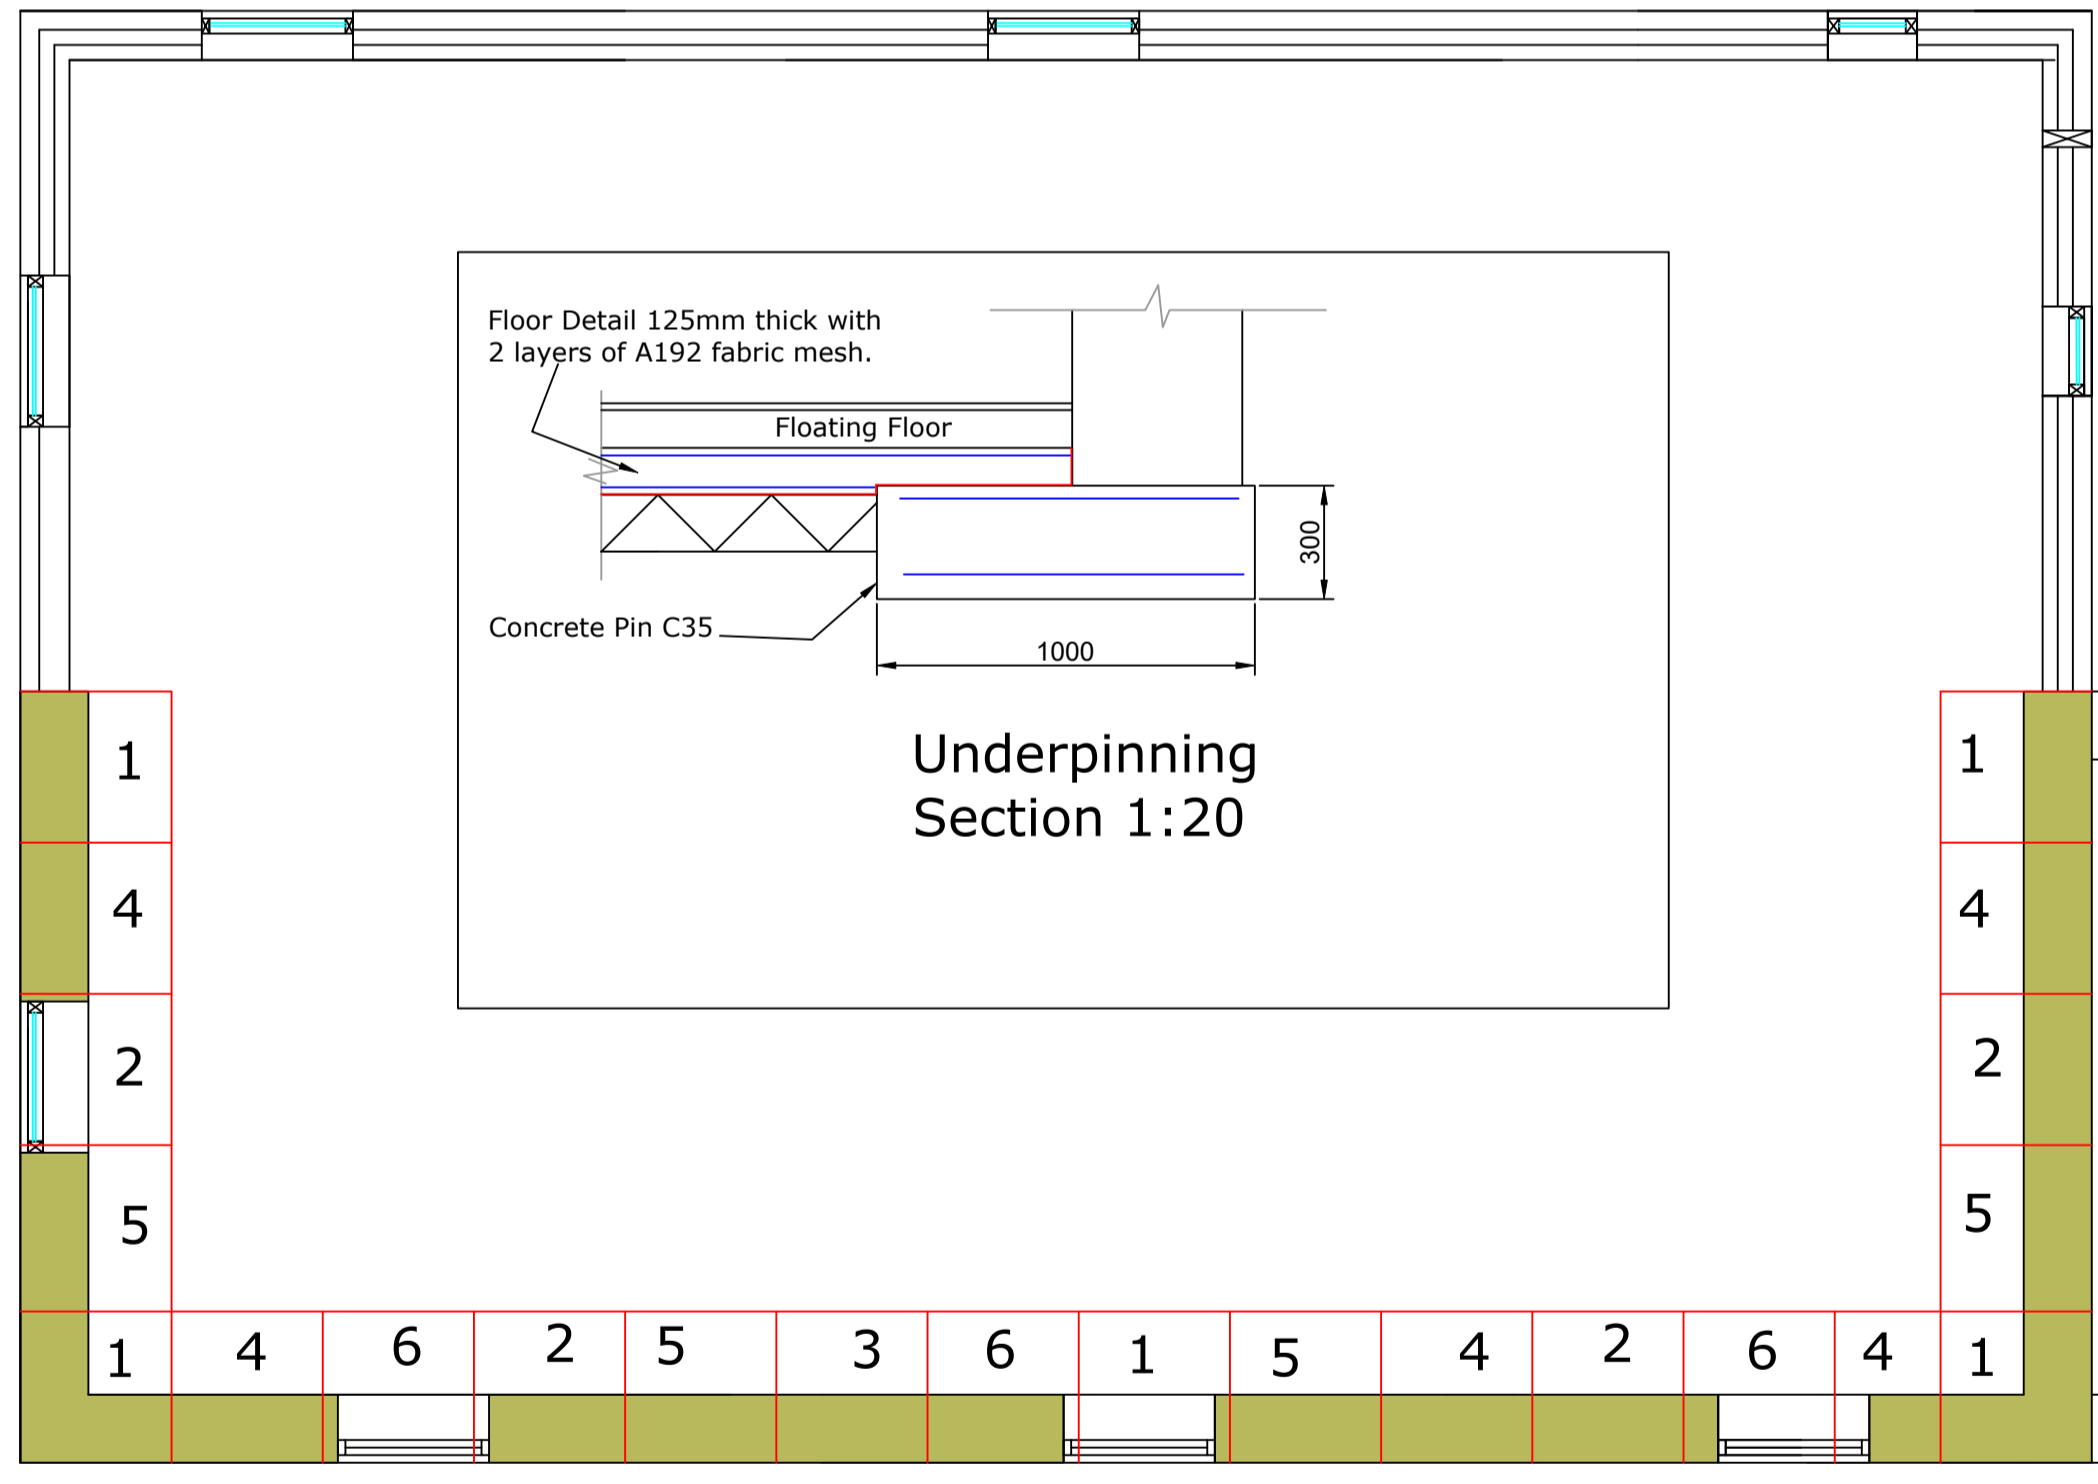 Floor Detail 125mm thick with
2 layers of A192 fabric mesh.
Floating Floor
300
Concrete Pin C35
1000
Underpinning
Section 1:20
1 1
4 4
2 2
5 5
1 4 6 2 5 3 6 1 5 4 2 6 4 1